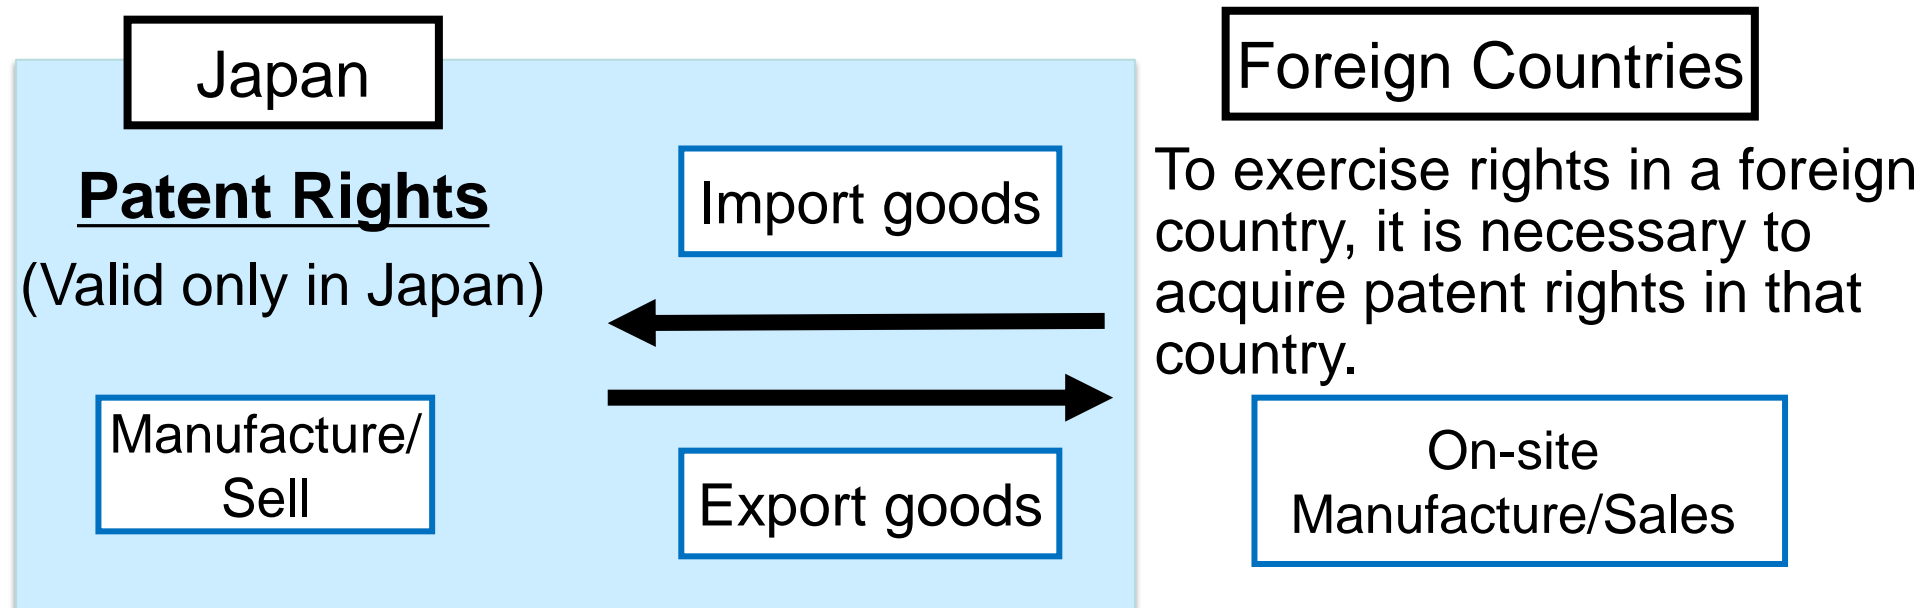 Japan
Patent Rights
(Valid only in Japan)
Manufacture/
Sell
Import goods
Export goods
Foreign Countries
To exercise rights in a foreign
country, it is necessary to
acquire patent rights in that
country.
On-site
Manufacture/Sales